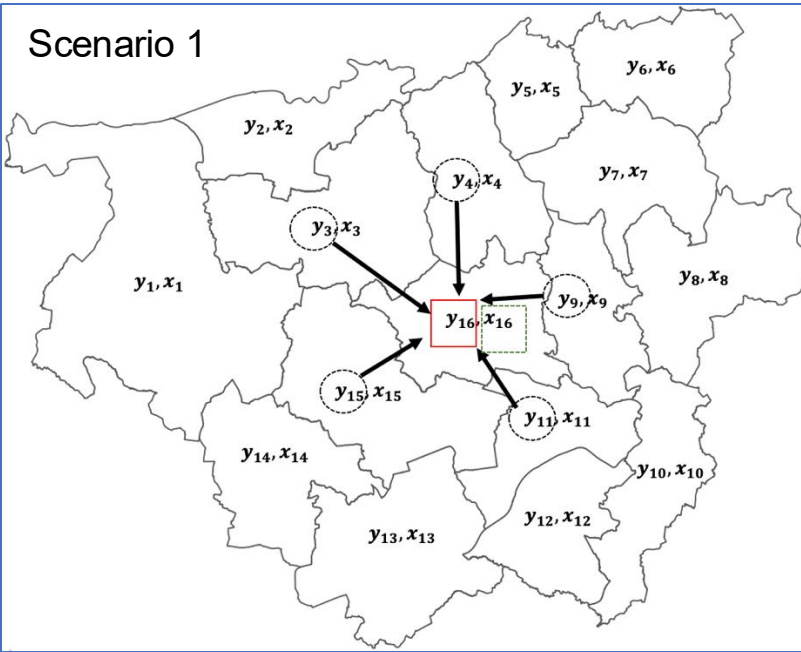 Scenario 1
y₆, x₆
y₅, x₅
y₂, x₂
y₇, x₇
y₄, x₄
y₃, x₃
y₁, x₁
y₈, x₈
y₉, x₉
y₁₆, x₁₆
y₁₅, x₁₅
y₁₁, x₁₁
y₁₄, x₁₄
y₁₀, x₁₀
y₁₂, x₁₂
y₁₃, x₁₃